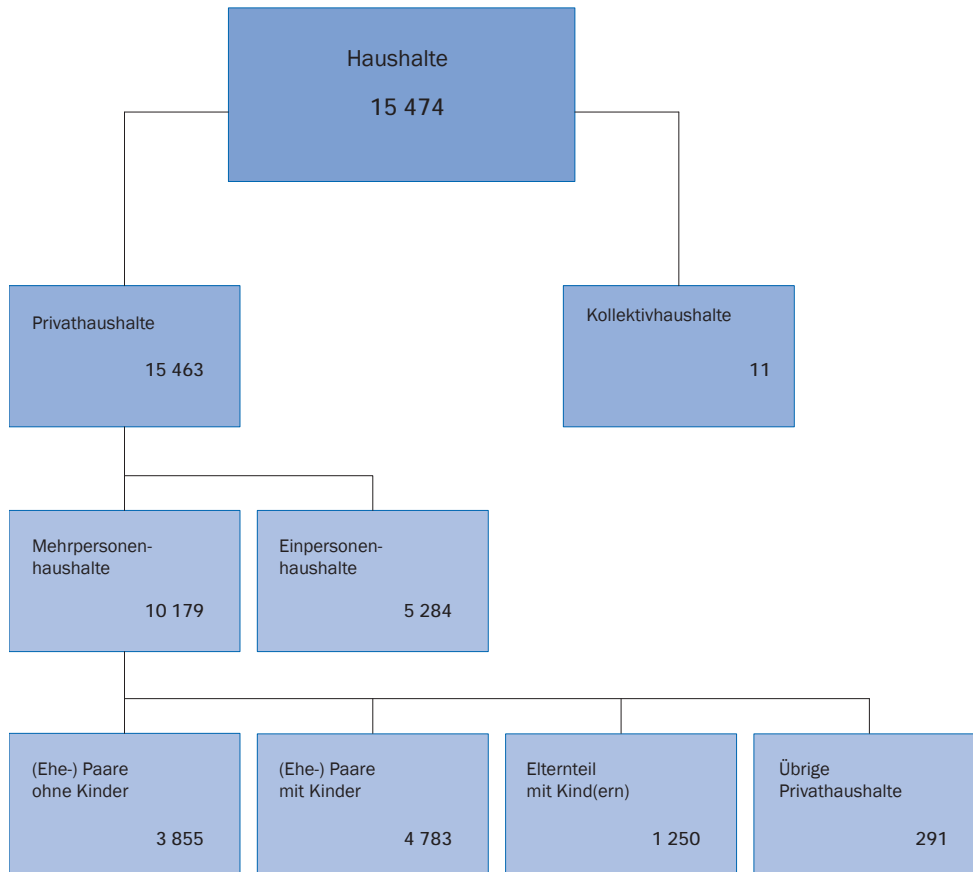 Haushalte
15 474
Privathaushalte
15 463
Kollektivhaushalte
11
Mehrpersonen-
haushalte
10 179
Einpersonen-
haushalte
5 284
(Ehe-) Paare
ohne Kinder
3 855
(Ehe-) Paare
mit Kinder
4 783
Elternteil
mit Kind(ern)
1 250
Übrige
Privathaushalte
291